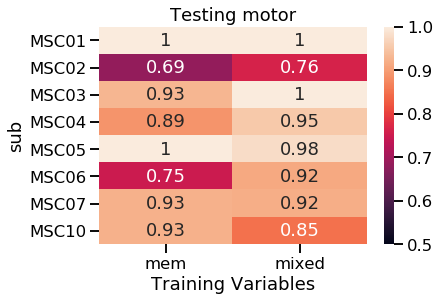 Testing motor
MSC01 1 1
MSC02 0.69 0.76
MSC03 0.93 1
MSC04 0.89 0.95
MSC05 1 0.98
MSC06 0.75 0.92
MSC07 0.93 0.92
MSC10 0.93 0.85
sub
mem mixed
Training Variables
1.0
0.9
0.8
0.7
0.6
0.5